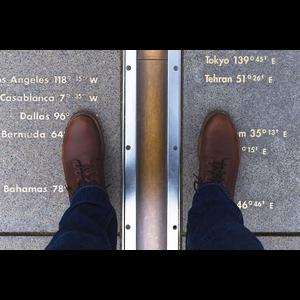 os Angeles 118° 15' W
Casablanca 7° 35' W
Dallas 96°
Bermuda 64
Bahamas 78
Tokyo 139° 45' E
Tehran 51° 26' E
m 35° 13' E
E
46° 46' E